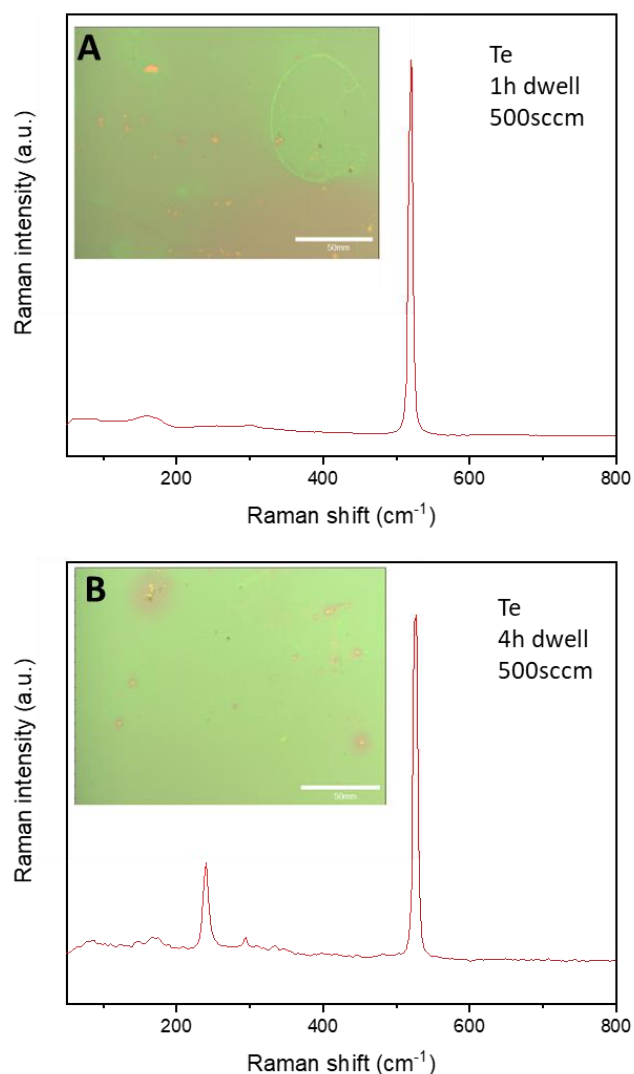 A
50mm
Te
1h dwell
500sccm
Raman intensity (a.u.)
200 400 600 800
Raman shift (cm⁻¹)
B
50mm
Te
4h dwell
500sccm
Raman intensity (a.u.)
200 400 600 800
Raman shift (cm⁻¹)